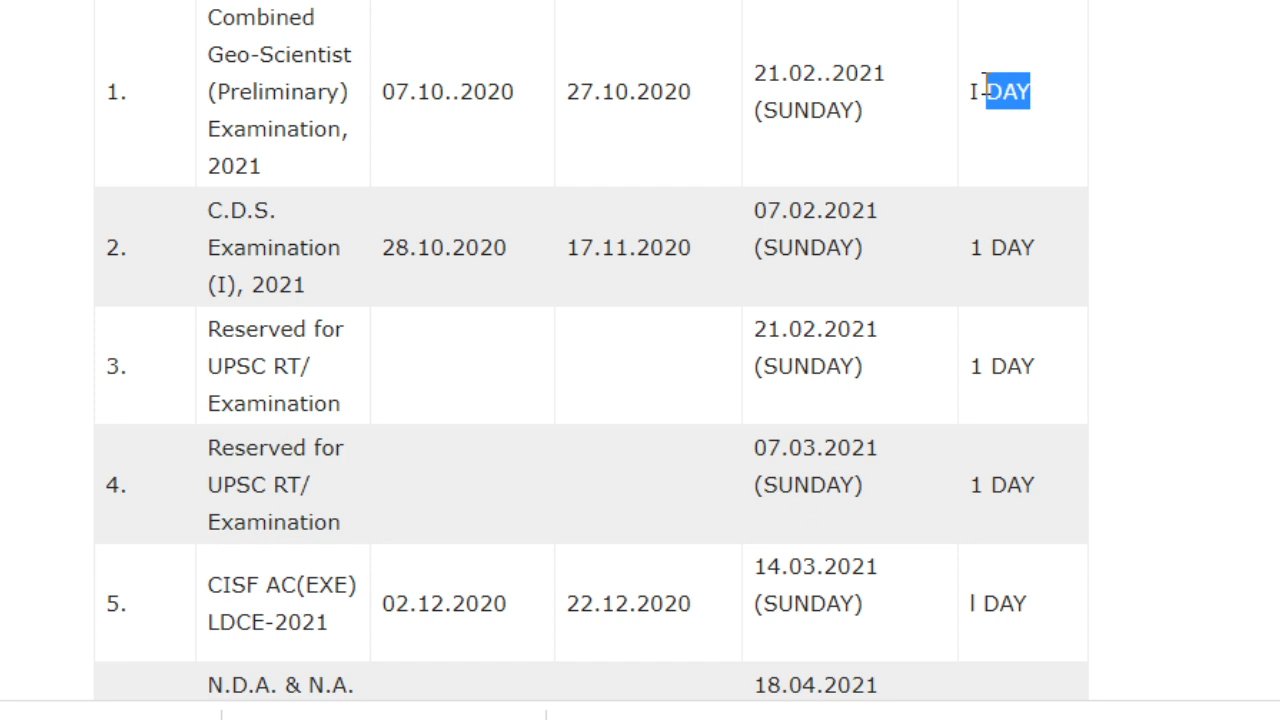 Combined
Geo-Scientist
(Preliminary)
Examination,
2021
1.
07.10..2020
27.10.2020
21.02..2021
(SUNDAY)
I DAY
C.D.S.
Examination
(I), 2021
2.
28.10.2020
17.11.2020
07.02.2021
(SUNDAY)
1 DAY
Reserved for
UPSC RT/
Examination
3.
21.02.2021
(SUNDAY)
1 DAY
Reserved for
UPSC RT/
Examination
4.
07.03.2021
(SUNDAY)
1 DAY
5.
CISF AC(EXE)
LDCE-2021
02.12.2020
22.12.2020
14.03.2021
(SUNDAY)
l DAY
N.D.A. & N.A.
18.04.2021